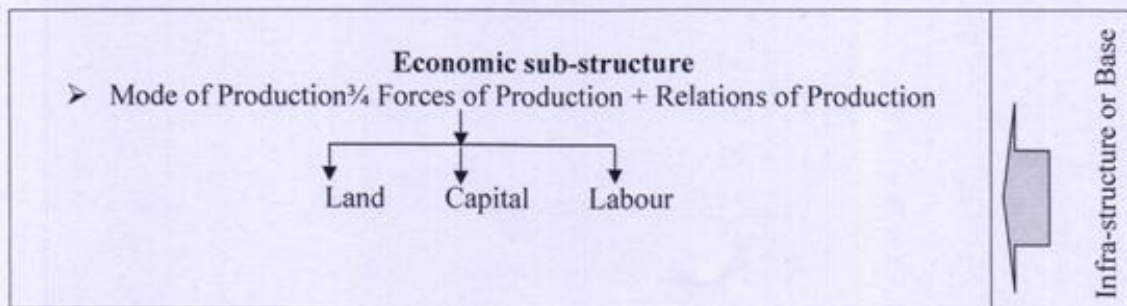 Economic sub-structure
➤ Mode of Production¾ Forces of Production + Relations of Production
Land Capital Labour
Infra-structure or Base